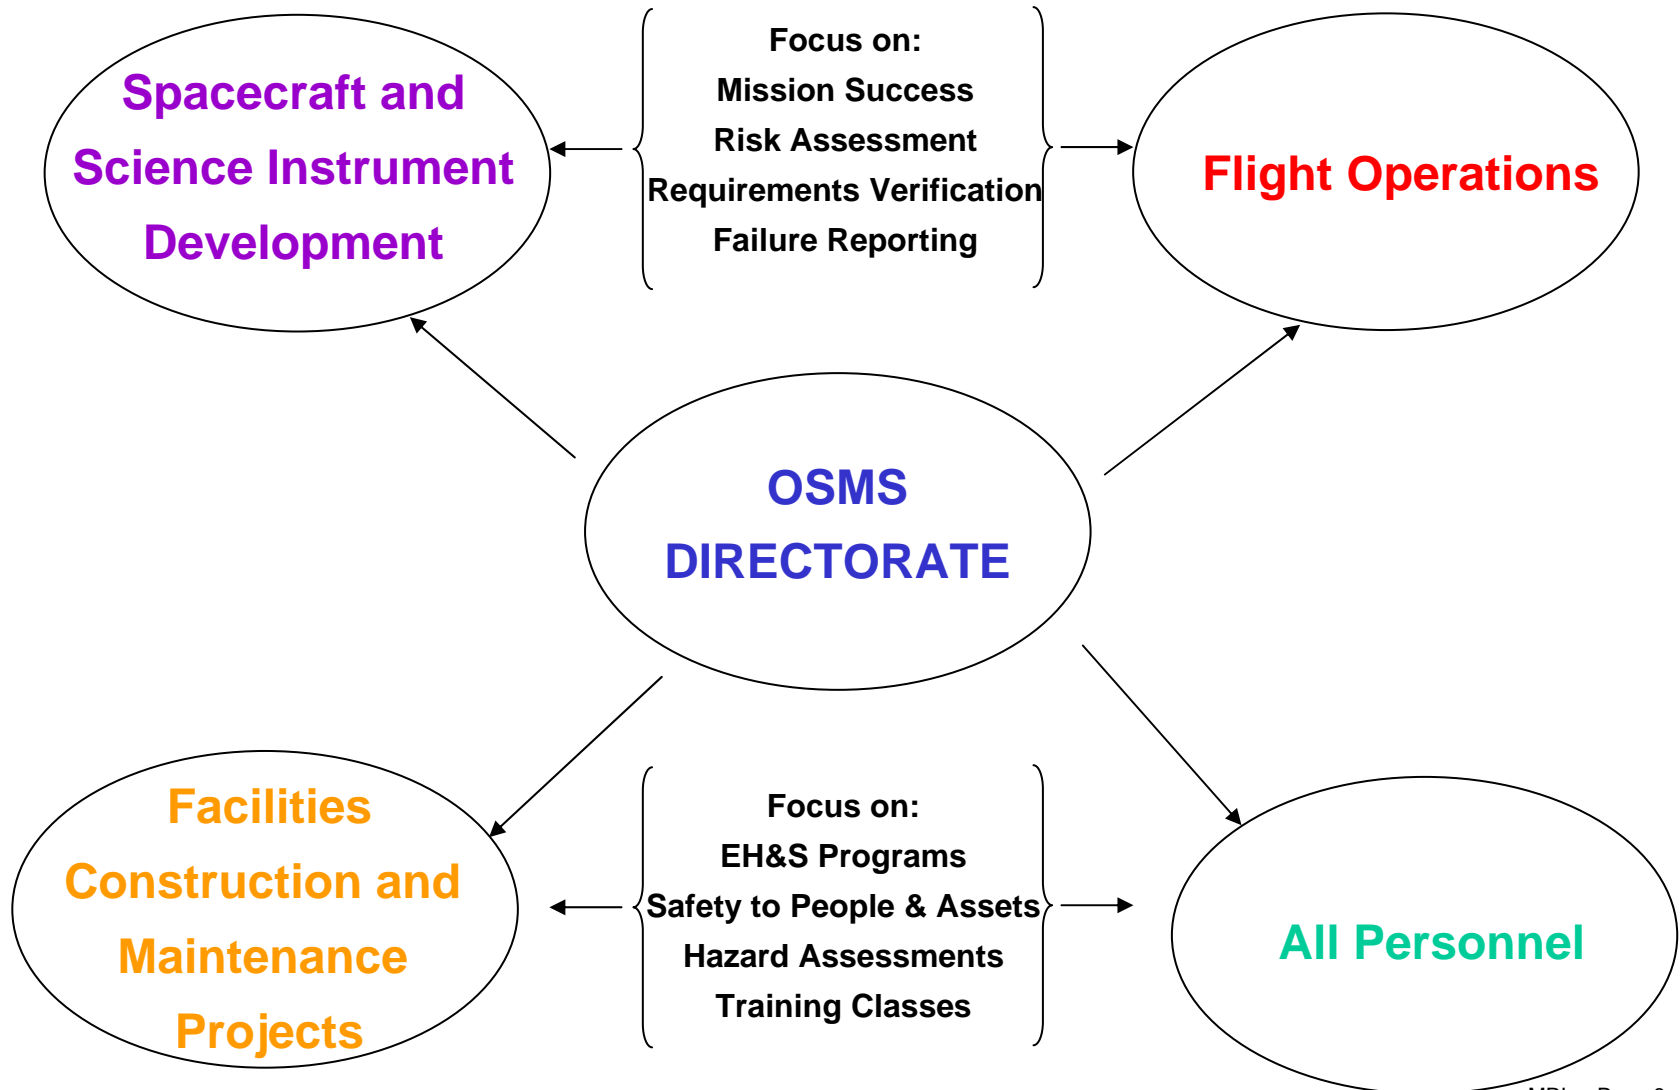 Spacecraft and
Science Instrument
Development
Focus on:
Mission Success
Risk Assessment
Requirements Verification
Failure Reporting
Flight Operations
OSMS
DIRECTORATE
Facilities
Construction and
Maintenance
Projects
Focus on:
EH&S Programs
Safety to People & Assets
Hazard Assessments
Training Classes
All Personnel